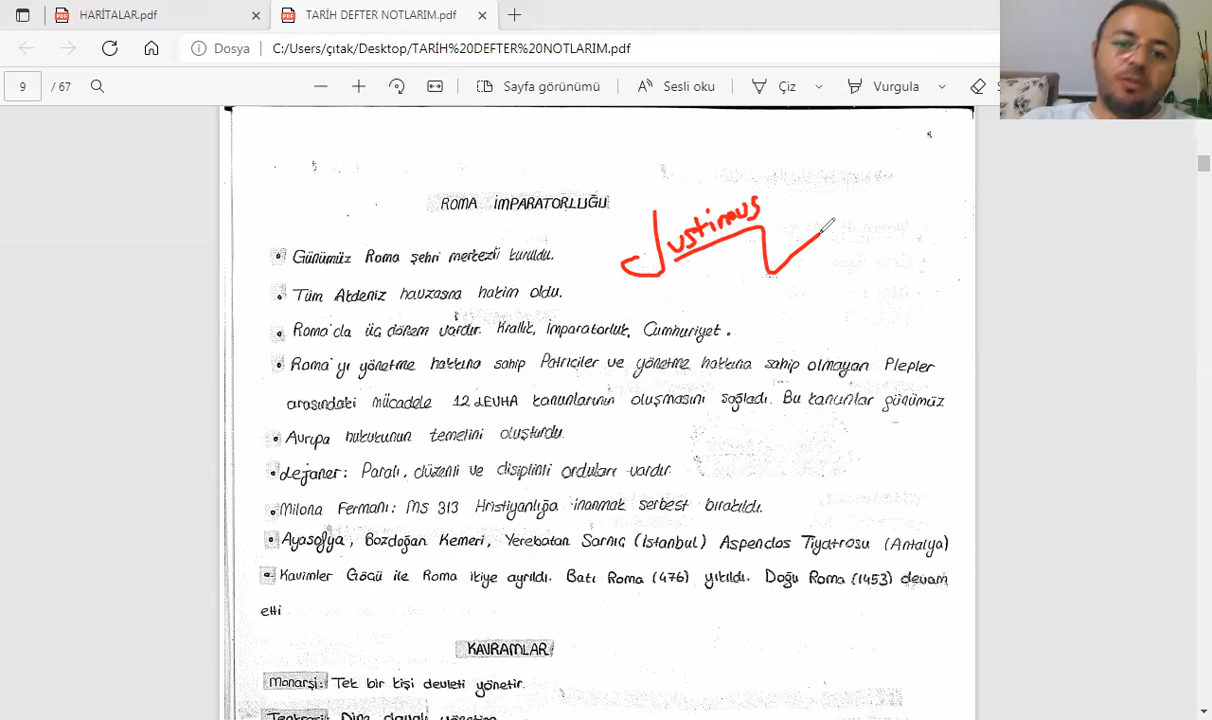 HARİTALAR.pdf
TARİH DEFTER NOTLARIM.pdf
Dosya
C:/Users/çıtak/Desktop/TARİH%20DEFTER%20NOTLARIM.pdf
9 / 67
Sayfa görünümü
Sesli oku
Çiz
Vurgula
ROMA İMPARATORLUĞU
Justinous
Günümüz Roma şehri merkezli kuruldu.
Tüm Akdeniz havzasına hakim oldu.
Roma'da üç dönem vardır. Krallık, İmparatorluk, Cumhuriyet.
Roma'yı yönetme hakkına sahip Patriciler ve yönetme hakkına sahip olmayan Plepler
arasındaki mücadele 12 LEVHA kanunlarının oluşmasını sağladı. Bu kanunlar günümüz
Avrupa hukukunun temelini oluşturdu.
Lejyoner: Paralı, düzenli ve disiplinli orduları vardır.
Milona Fermanı: MS 313 Hristiyanlığa inanmak serbest bırakıldı.
Ayasofya, Bozdoğan Kemeri, Yerebatan Sarnıç (İstanbul) Aspendos Tiyatrosu (Antalya)
Kavimler Göçü ile Roma ikiye ayrıldı. Batı Roma (476) yıkıldı. Doğu Roma (1453) devam
etti
KAVRAMLAR
Monarşi: Tek bir kişi devleti yönetir.
Teokrasi: Dine dayalı yönetim